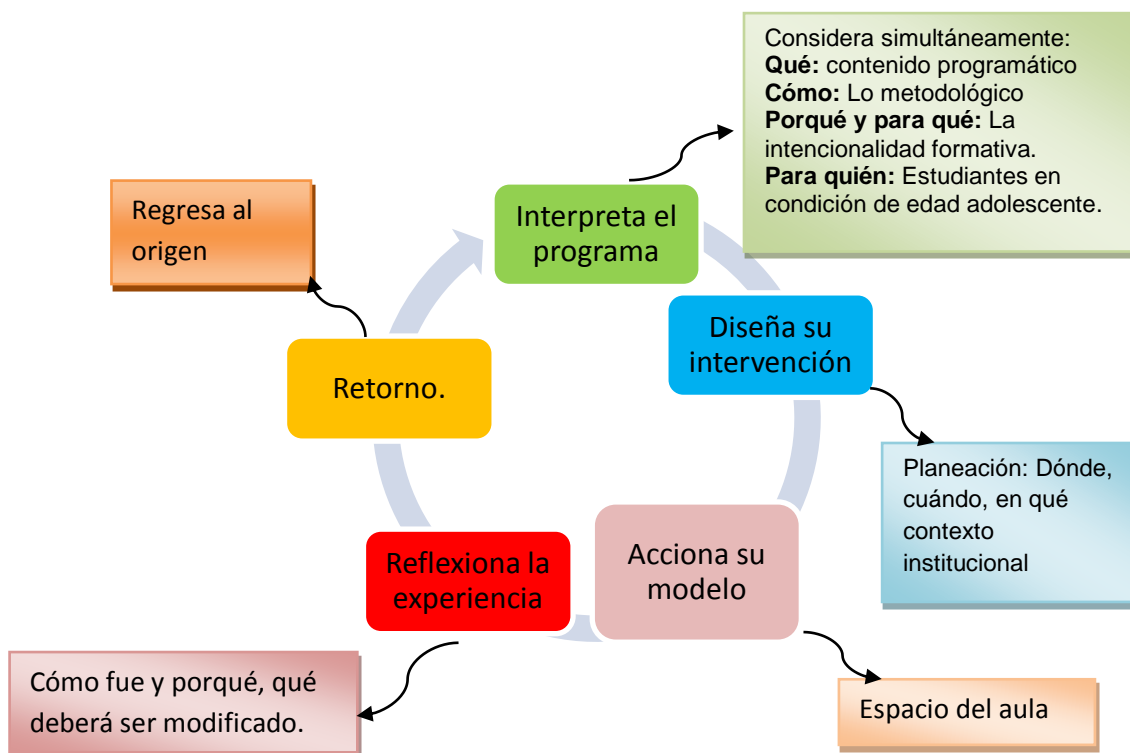 Considera simultáneamente:
Qué: contenido programático
Cómo: Lo metodológico
Porqué y para qué: La
intencionalidad formativa.
Para quién: Estudiantes en
condición de edad adolescente.
Interpreta el
programa
Regresa al
origen
Diseña su
intervención
Retorno.
Planeación: Dónde,
cuándo, en qué
contexto
institucional
Acciona su
modelo
Reflexiona la
experiencia
Cómo fue y porqué, qué
deberá ser modificado.
Espacio del aula